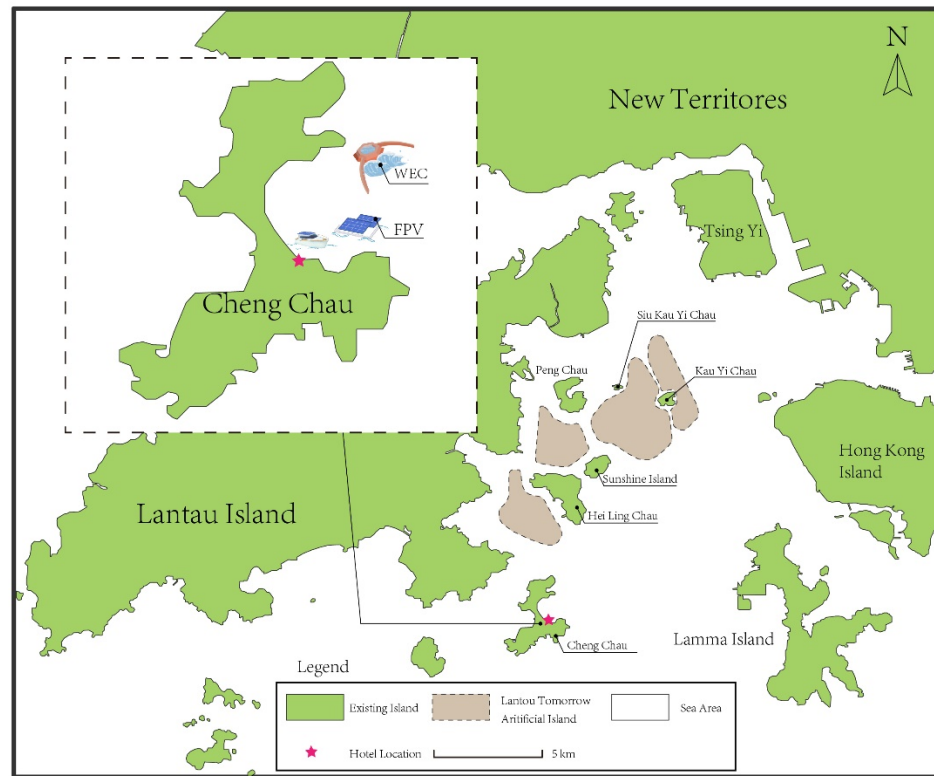 N
New Territores
WEC
FPV
Cheng Chau
Tsing Yi
Siu Kau Yi Chau
Peng Chau
Kau Yi Chau
Hong Kong
Island
Sunshine Island
Lantau Island
Hei Ling Chau
Lamma Island
Cheng Chau
Legend
Existing Island
Lantou Tomorrow
Aritificial Island
Sea Area
Hotel Location
5 km